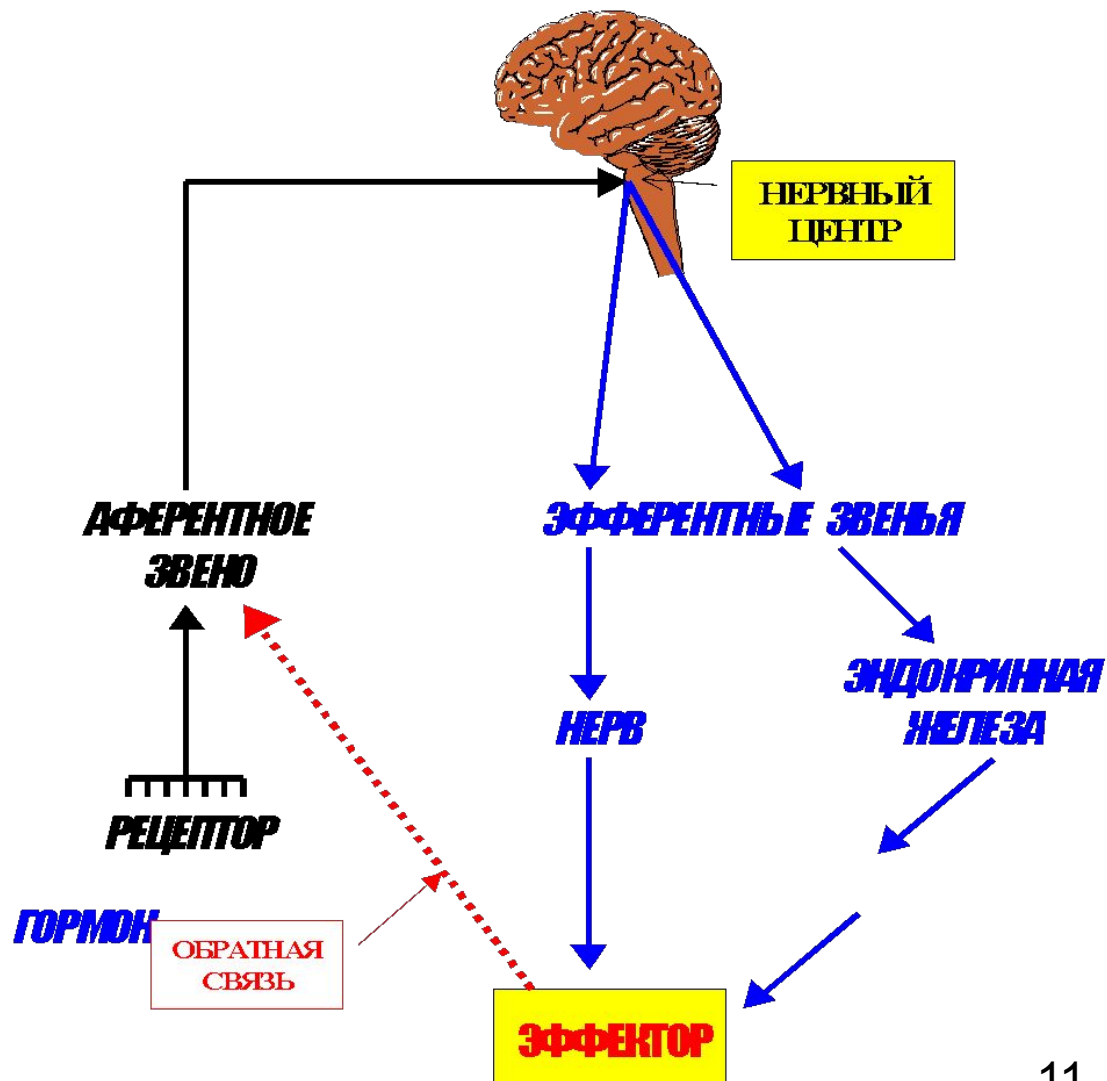 НЕРВНЫЙ
ЦЕНТР
АФЕРЕНТНОЕ
ЗВЕНО
ЭФФЕРЕНТНЫЕ ЗВЕНЬЯ
ЭНДОКРИННАЯ
ЖЕЛЕЗА
НЕРВ
РЕЦЕПТОР
ГОРМОН
ОБРАТНАЯ
СВЯЗЬ
ЭФФЕКТОР
11